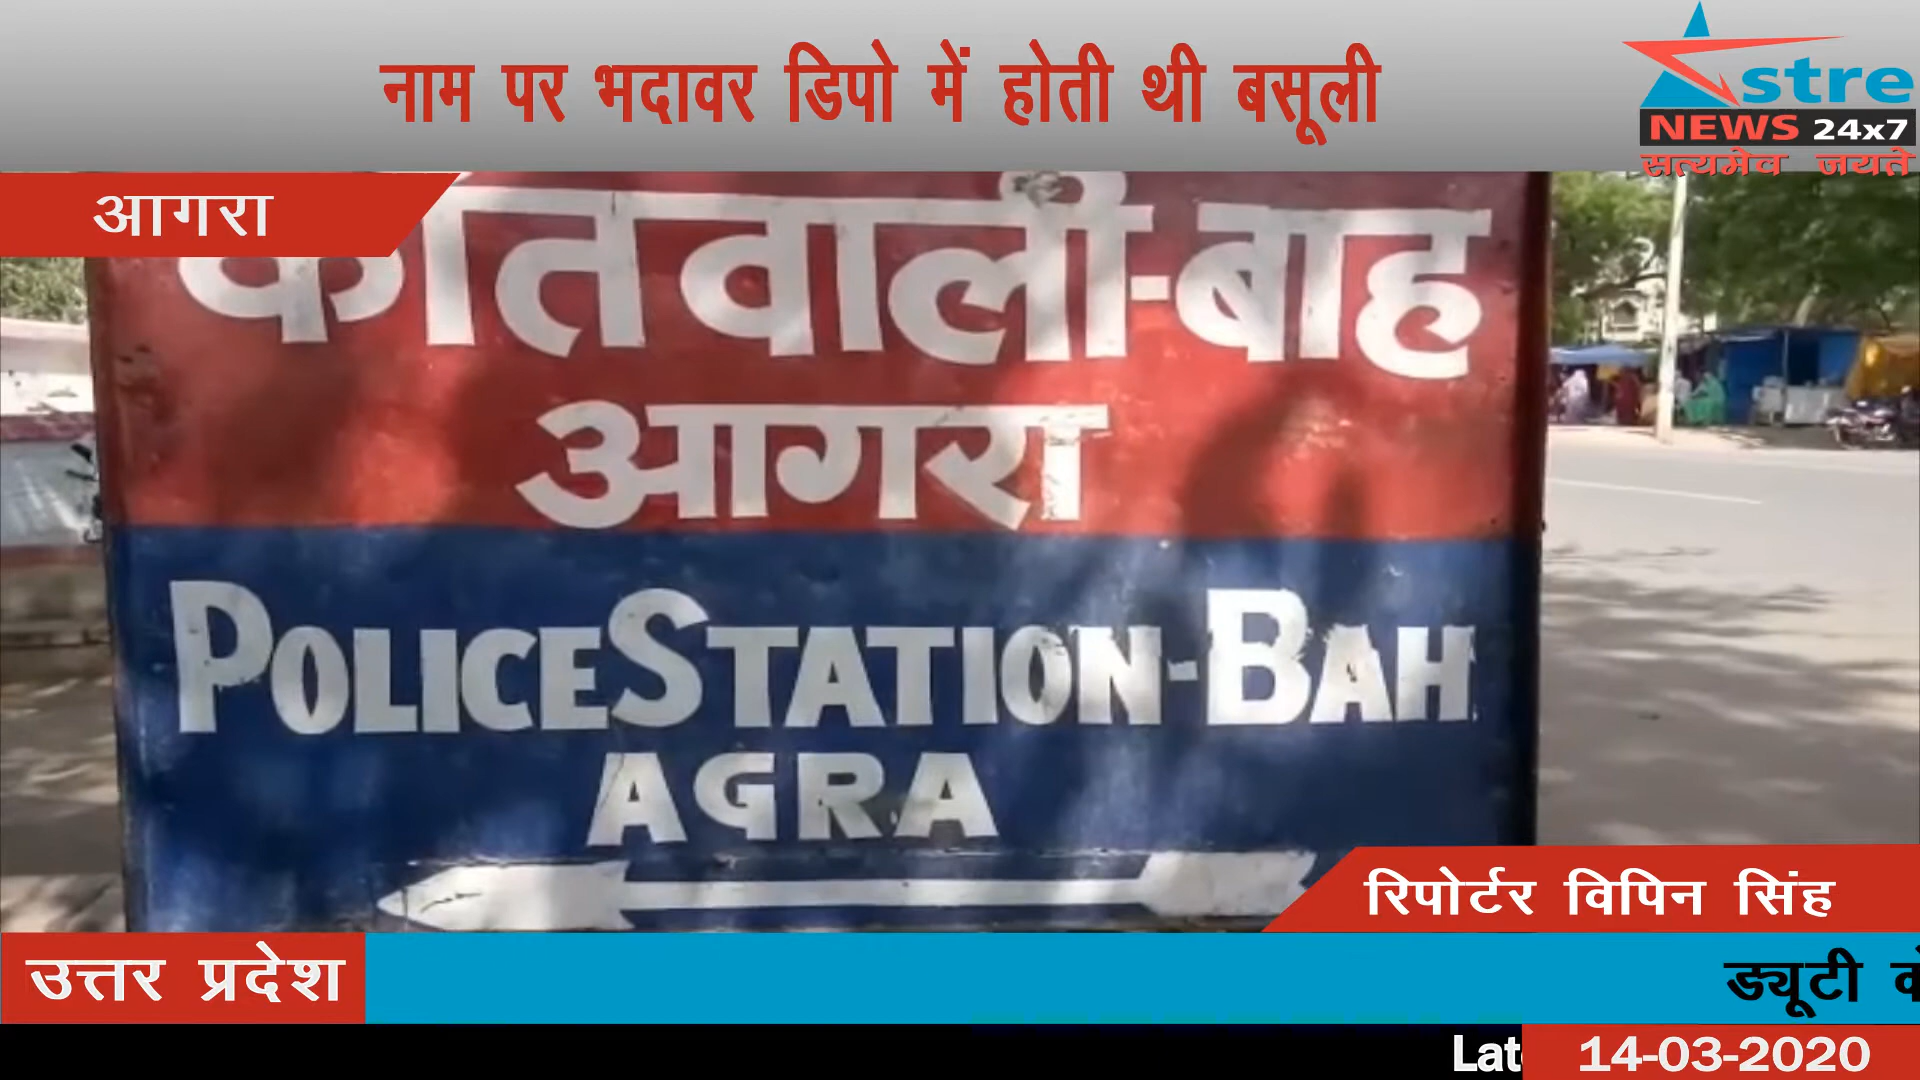 नाम पर भदावर डिपो में होती थी बसूली
Astre
NEWS 24x7
सत्यमेव जयते
आगरा
कोतवाली-बाह
आगरा
POLICE STATION-BAH
AGRA
रिपोर्टर विपिन सिंह
उत्तर प्रदेश
ड्यूटी
14-03-2020